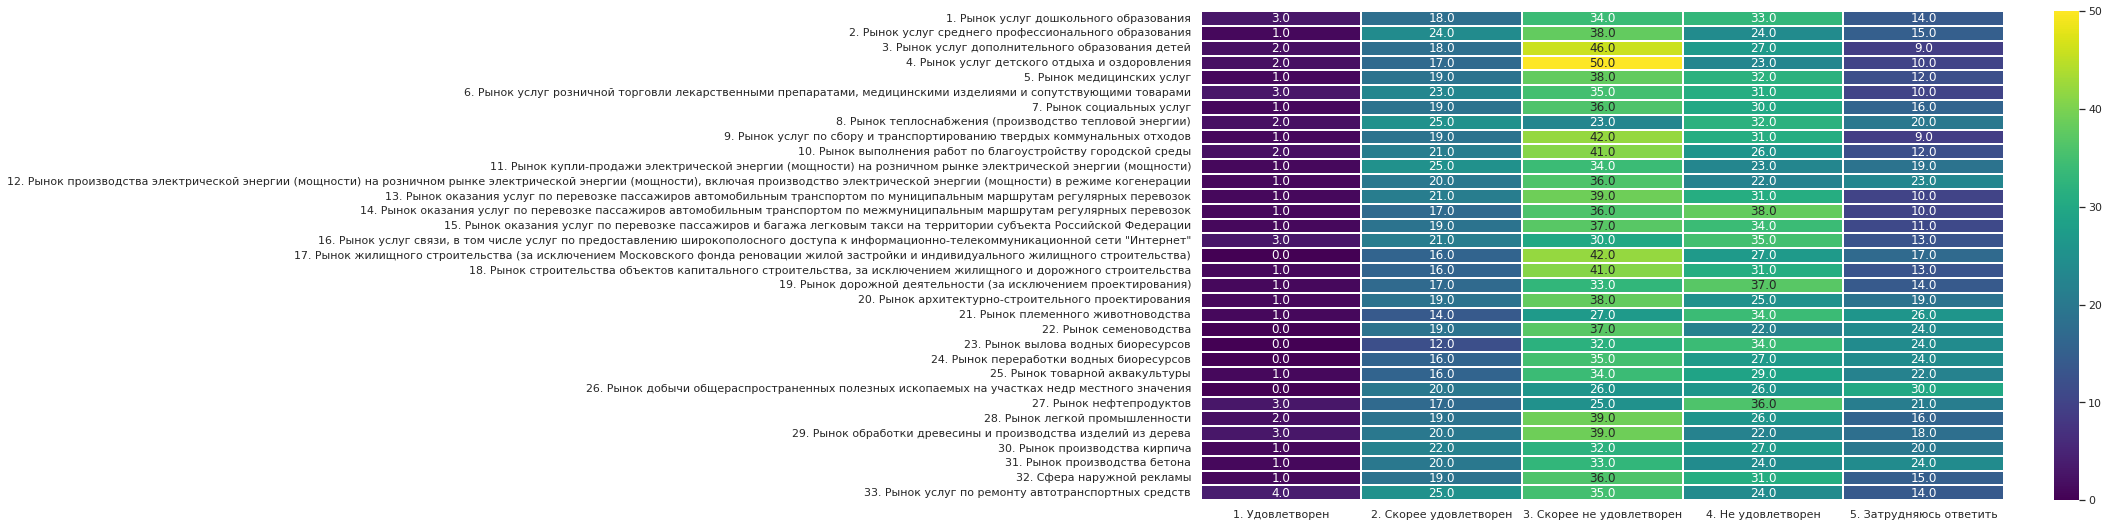 1. Рынок услуг дошкольного образования 3.0 18.0 34.0 33.0 14.0
2. Рынок услуг среднего профессионального образования 1.0 24.0 38.0 24.0 15.0
3. Рынок услуг дополнительного образования детей 2.0 18.0 46.0 27.0 9.0
4. Рынок услуг детского отдыха и оздоровления 2.0 17.0 50.0 23.0 10.0
5. Рынок медицинских услуг 1.0 19.0 38.0 32.0 12.0
6. Рынок услуг розничной торговли лекарственными препаратами, медицинскими изделиями и сопутствующими товарами 3.0 23.0 35.0 31.0 10.0
7. Рынок социальных услуг 1.0 19.0 36.0 30.0 16.0
8. Рынок теплоснабжения (производство тепловой энергии) 2.0 25.0 23.0 32.0 20.0
9. Рынок услуг по сбору и транспортированию твердых коммунальных отходов 1.0 19.0 42.0 31.0 9.0
10. Рынок выполнения работ по благоустройству городской среды 2.0 21.0 41.0 26.0 12.0
11. Рынок купли-продажи электрической энергии (мощности) на розничном рынке электрической энергии (мощности) 1.0 25.0 34.0 23.0 19.0
12. Рынок производства электрической энергии (мощности) на розничном рынке электрической энергии (мощности), включая производство электрической энергии (мощности) в режиме когенерации 1.0 20.0 36.0 22.0 23.0
13. Рынок оказания услуг по перевозке пассажиров автомобильным транспортом по муниципальным маршрутам регулярных перевозок 1.0 21.0 39.0 31.0 10.0
14. Рынок оказания услуг по перевозке пассажиров автомобильным транспортом по межмуниципальным маршрутам регулярных перевозок 1.0 17.0 36.0 38.0 10.0
15. Рынок оказания услуг по перевозке пассажиров и багажа легковым такси на территории субъекта Российской Федерации 1.0 19.0 37.0 34.0 11.0
16. Рынок услуг связи, в том числе услуг по предоставлению широкополосного доступа к информационно-телекоммуникационной сети "Интернет" 3.0 21.0 30.0 35.0 13.0
17. Рынок жилищного строительства (за исключением Московского фонда реновации жилой застройки и индивидуального жилищного строительства) 0.0 16.0 42.0 27.0 17.0
18. Рынок строительства объектов капитального строительства, за исключением жилищного и дорожного строительства 1.0 16.0 41.0 31.0 13.0
19. Рынок дорожной деятельности (за исключением проектирования) 1.0 17.0 33.0 37.0 14.0
20. Рынок архитектурно-строительного проектирования 1.0 19.0 38.0 25.0 19.0
21. Рынок племенного животноводства 1.0 14.0 27.0 34.0 26.0
22. Рынок семеноводства 0.0 19.0 37.0 22.0 24.0
23. Рынок вылова водных биоресурсов 0.0 12.0 32.0 34.0 24.0
24. Рынок переработки водных биоресурсов 0.0 16.0 35.0 27.0 24.0
25. Рынок товарной аквакультуры 1.0 16.0 34.0 29.0 22.0
26. Рынок добычи общераспространенных полезных ископаемых на участках недр местного значения 0.0 20.0 26.0 26.0 30.0
27. Рынок нефтепродуктов 3.0 17.0 25.0 36.0 21.0
28. Рынок легкой промышленности 2.0 19.0 39.0 26.0 16.0
29. Рынок обработки древесины и производства изделий из дерева 3.0 20.0 39.0 22.0 18.0
30. Рынок производства кирпича 1.0 22.0 32.0 27.0 20.0
31. Рынок производства бетона 1.0 20.0 33.0 24.0 24.0
32. Сфера наружной рекламы 1.0 19.0 36.0 31.0 15.0
33. Рынок услуг по ремонту автотранспортных средств 4.0 25.0 35.0 24.0 14.0
1. Удовлетворен 2. Скорее удовлетворен 3. Скорее не удовлетворен 4. Не удовлетворен 5. Затрудняюсь ответить
50
40
30
20
10
0